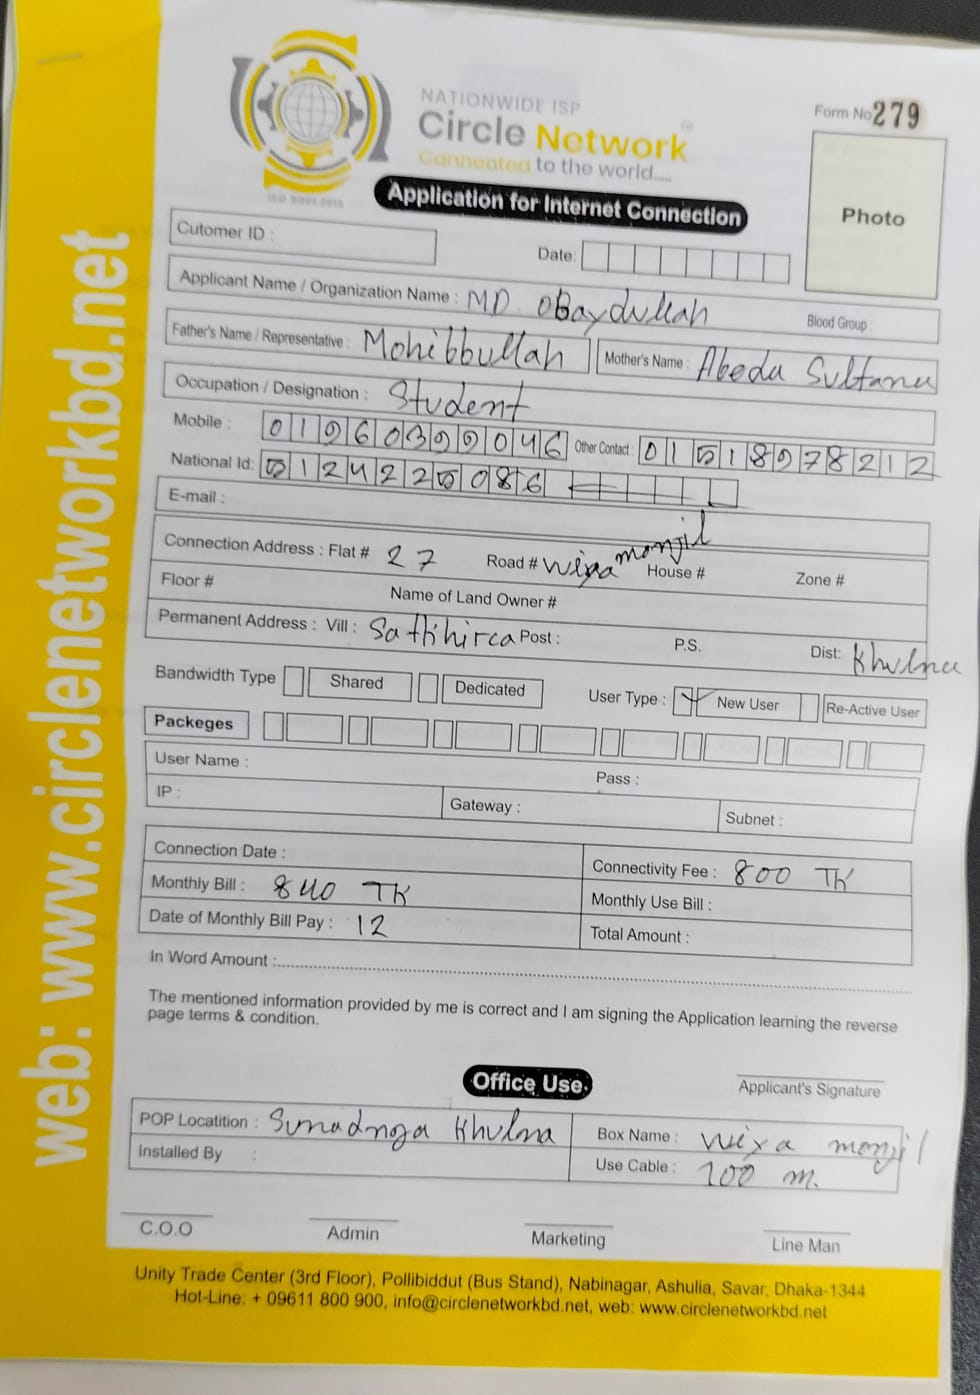 web: www.circlenetworkbd.net
NATIONWIDE ISP
Circle Network
Connected to the world.....
ISO 9001:2015
Form No 279
Application for Internet Connection
Photo
Cutomer ID :
Date:
Applicant Name / Organization Name : MD. OBaydullah Blood Group :
Father's Name / Representative : Mohibbullah Mother's Name : Abeda Sultana
Occupation / Designation : Student
Mobile : 01960399046 Other Contact : 01518978212
National Id: 5124225086
E-mail :
Connection Address : Flat # 27 Road # wixa monjil House # Zone #
Floor # Name of Land Owner #
Permanent Address : Vill : Satkhirca Post : P.S. Dist: Khulna
Bandwidth Type Shared Dedicated User Type : New User Re-Active User
Packeges
User Name : Pass :
IP : Gateway : Subnet :
Connection Date : Connectivity Fee : 800 TK
Monthly Bill : 840 TK Monthly Use Bill :
Date of Monthly Bill Pay : 12 Total Amount :
In Word Amount :
The mentioned information provided by me is correct and I am signing the Application learning the reverse
page terms & condition.
Office Use.
Applicant's Signature
POP Locatition : Sunadnga Khulna Box Name : wixa monjil
Installed By : Use Cable : 100 m.
C.O.O Admin Marketing Line Man
Unity Trade Center (3rd Floor), Pollibiddut (Bus Stand), Nabinagar, Ashulia, Savar, Dhaka-1344
Hot-Line: + 09611 800 900, info@circlenetworkbd.net, web: www.circlenetworkbd.net